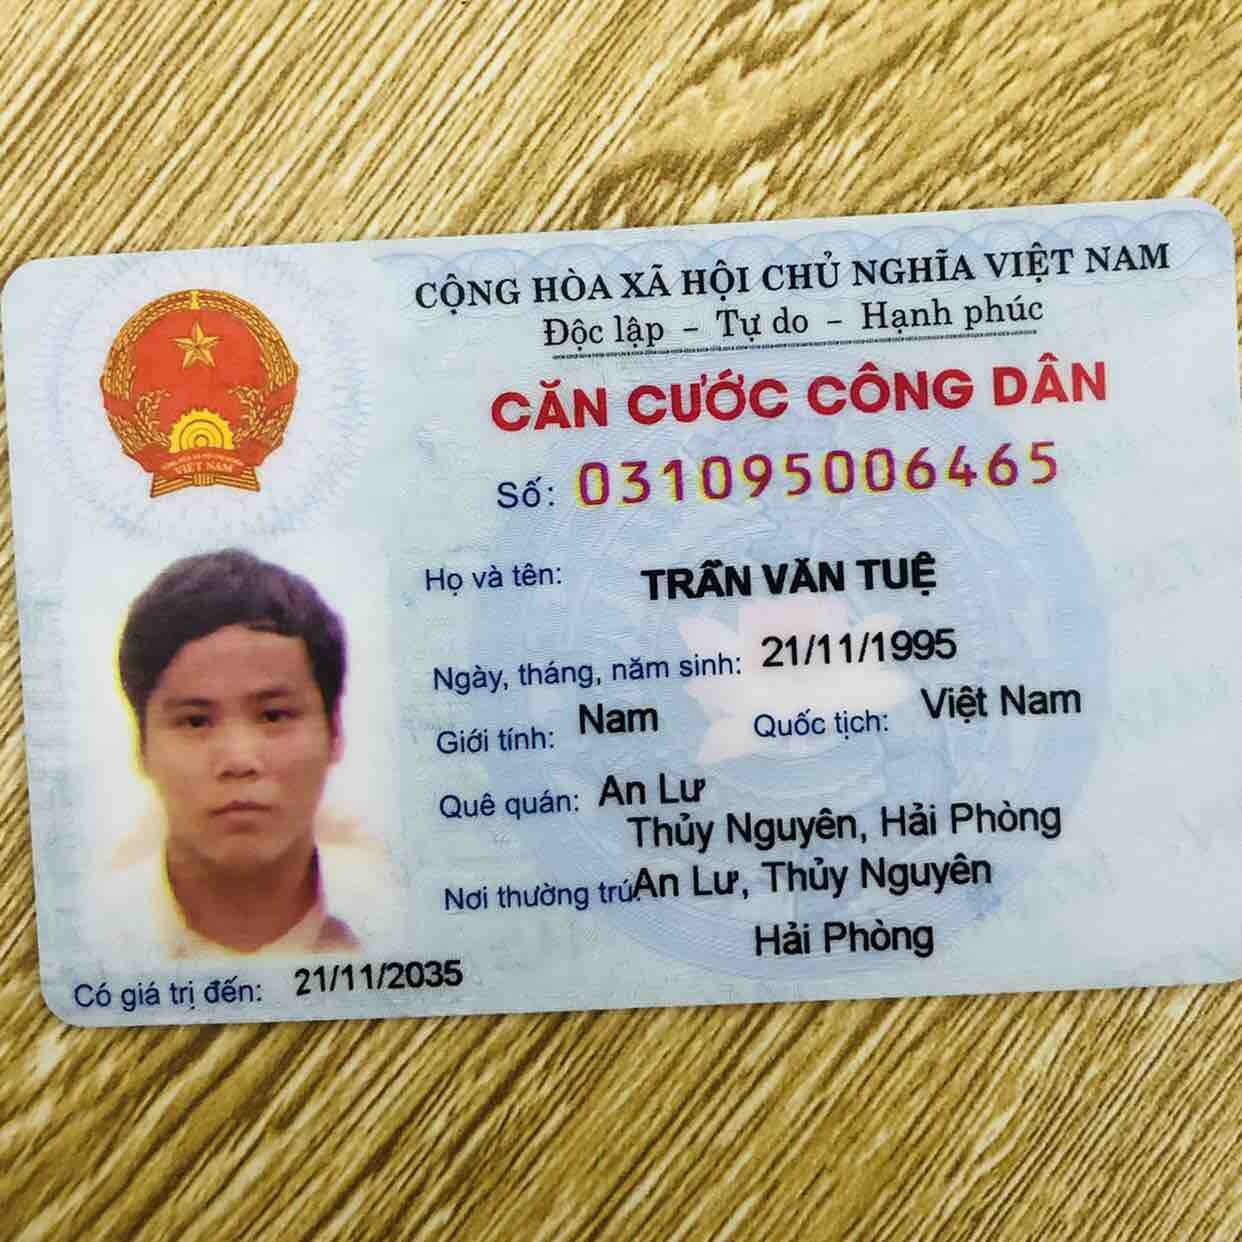 CỘNG HÒA XÃ HỘI CHỦ NGHĨA VIỆT NAM
Độc lập - Tự do - Hạnh phúc
CĂN CƯỚC CÔNG DÂN
Số: 031095006465
Họ và tên: TRẦN VĂN TUỆ
Ngày, tháng, năm sinh: 21/11/1995
Giới tính: Nam Quốc tịch: Việt Nam
Quê quán: An Lư
Thủy Nguyên, Hải Phòng
Nơi thường trú: An Lư, Thủy Nguyên
Hải Phòng
Có giá trị đến: 21/11/2035
VIỆT NAM